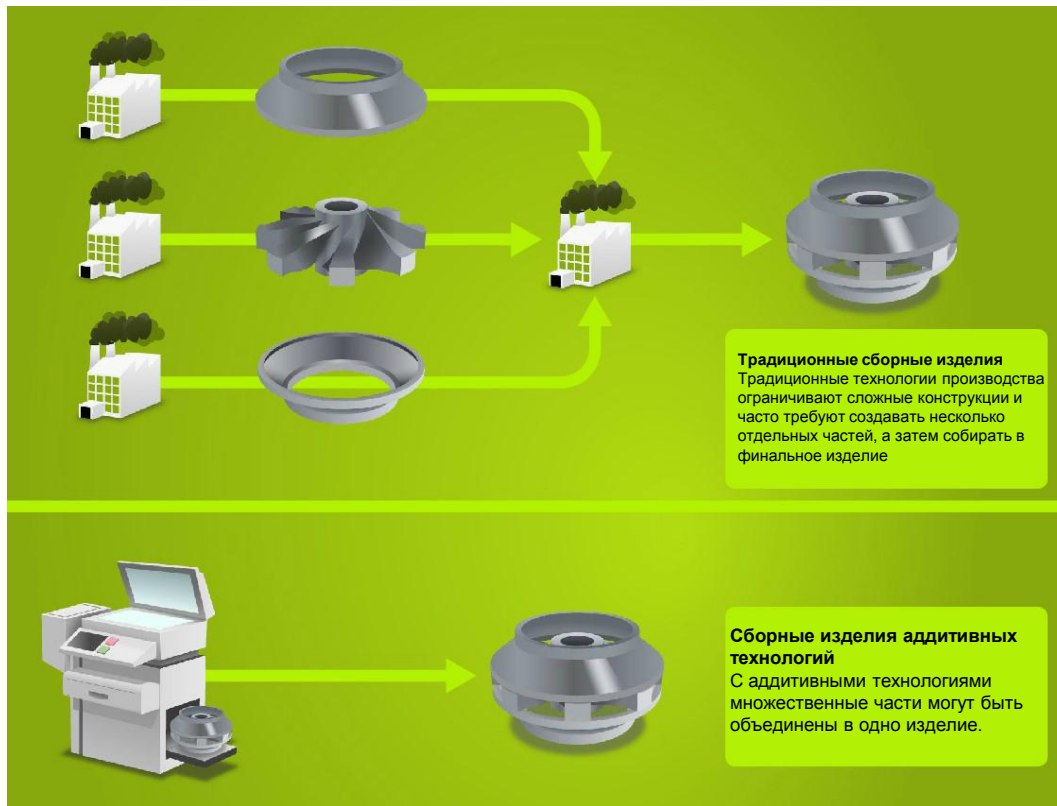 Традиционные сборные изделия
Традиционные технологии производства
ограничивают сложные конструкции и
часто требуют создавать несколько
отдельных частей, а затем собирать в
финальное изделие
Сборные изделия аддитивных
технологий
С аддитивными технологиями
множественные части могут быть
объединены в одно изделие.